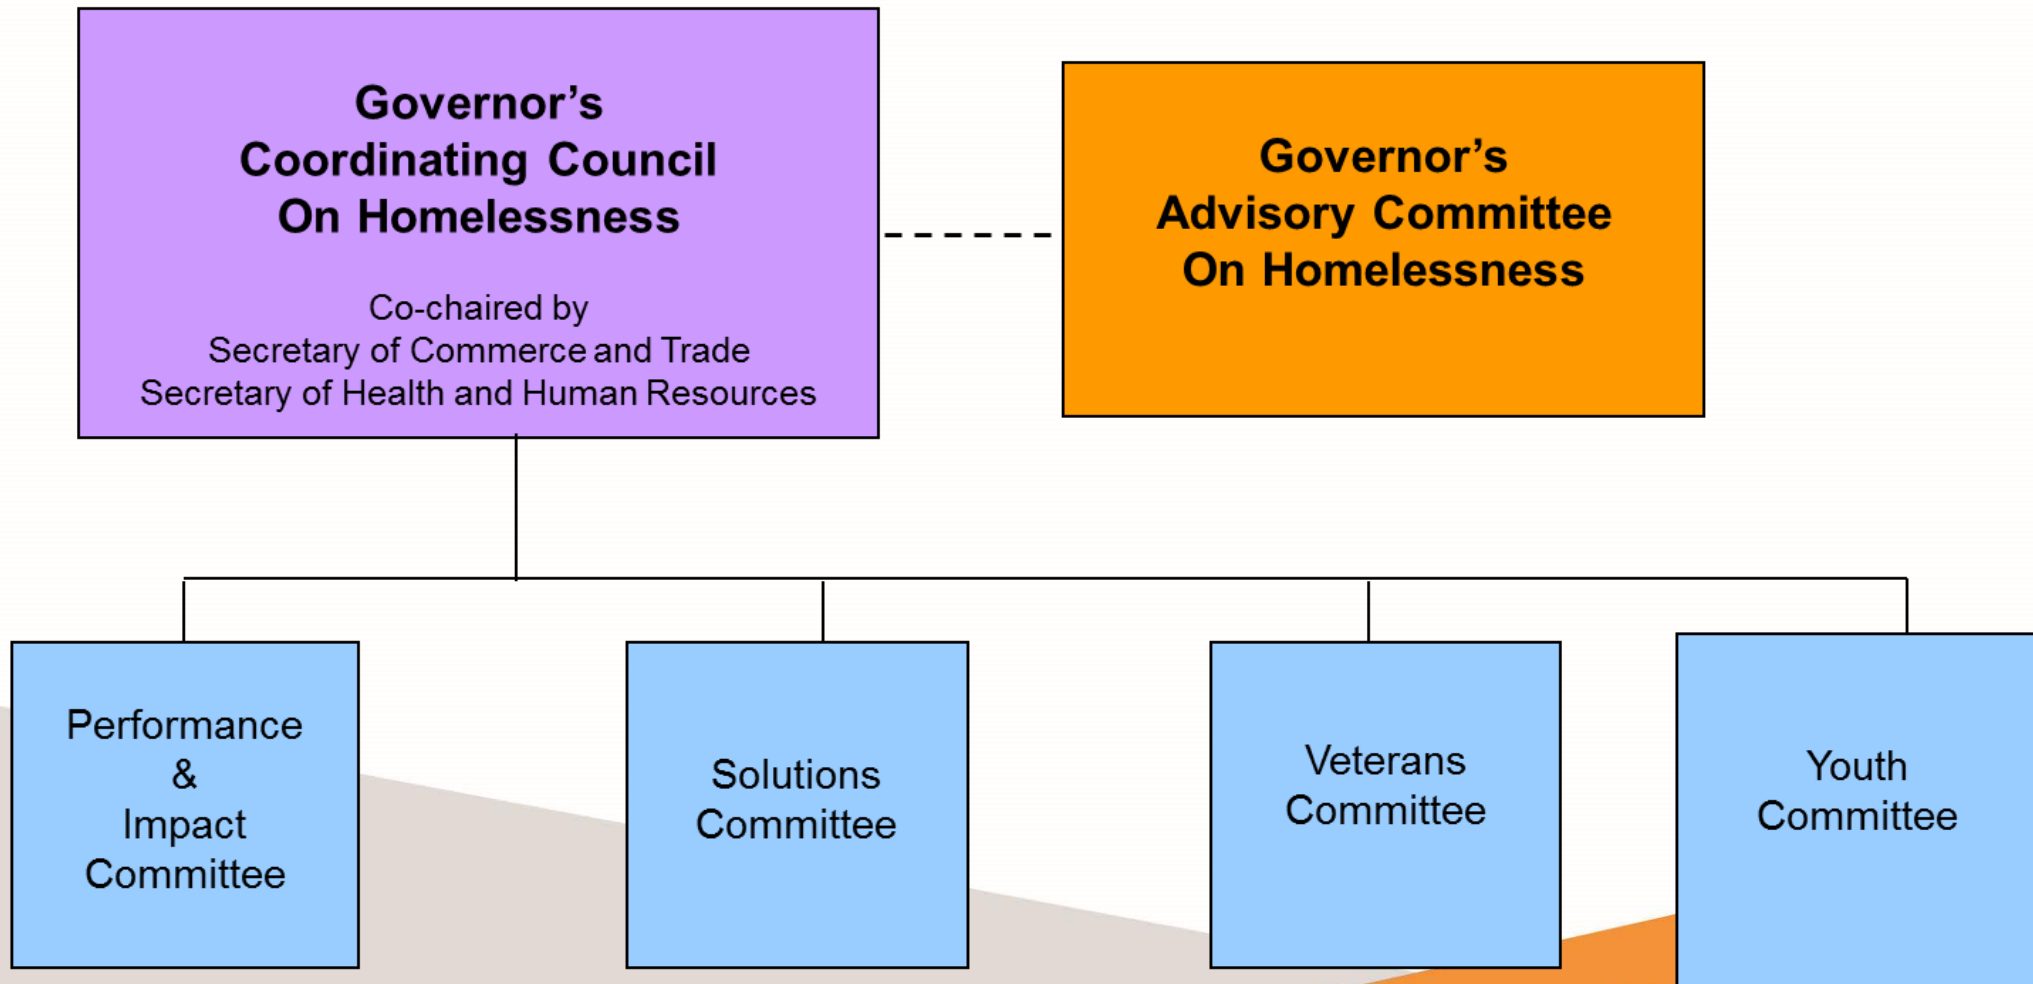 Governor’s
Coordinating Council
On Homelessness
Co-chaired by
Secretary of Commerce and Trade
Secretary of Health and Human Resources
Governor’s
Advisory Committee
On Homelessness
Performance
&
Impact
Committee
Solutions
Committee
Veterans
Committee
Youth
Committee